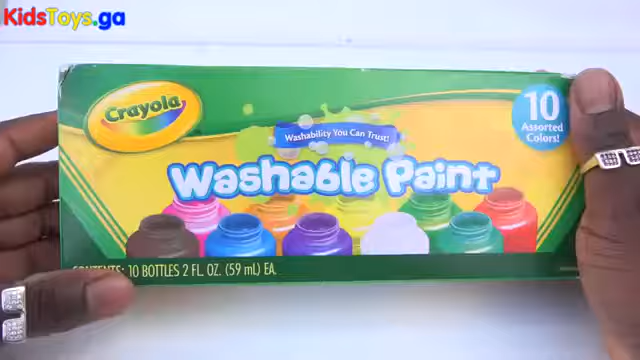 KidsToys.ga
Crayola
Washability You Can Trust!
10
Assorted
Colors!
Washable Paint
CONTENTS: 10 BOTTLES 2 FL. OZ. (59 mL) EA.